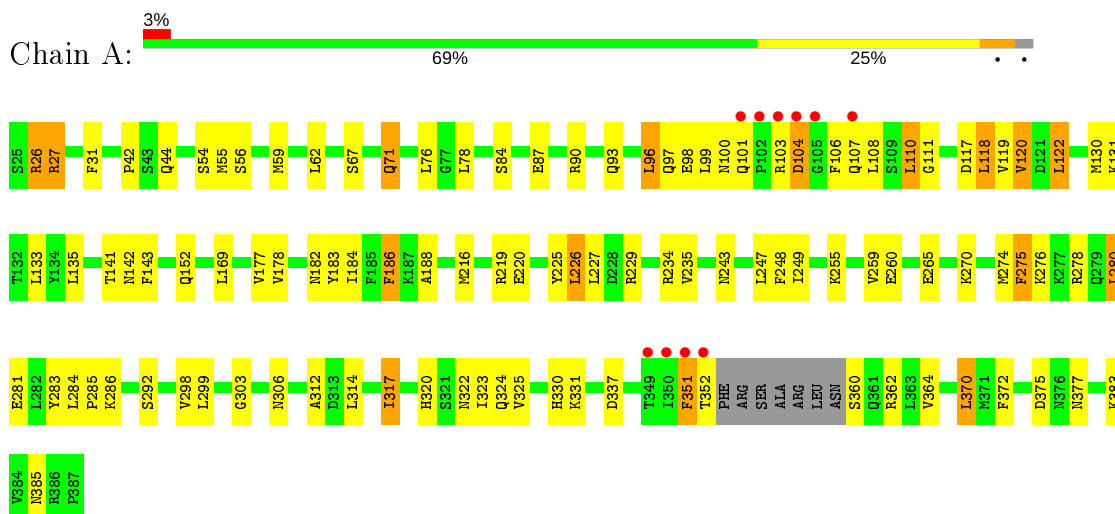 3%
Chain A:
69% 25% • •
S25 R26 R27 F31 P42 S43 Q44 S54 M55 S56 M59 L62 S67 Q71 L76 G77 L78 S84 E87 R90 Q93 L96 Q97 E98 L99 N100 Q101 P102 R103 D104 G105 F106 Q107 L108 S109 L110 G111 D117 L118 V119 V120 D121 L122 M130 K131
T132 L133 Y134 L135 T141 N142 F143 Q152 L169 V177 V178 N182 Y183 I184 F185 F186 K187 A188 M216 R219 E220 Y225 L226 L227 D228 R229 R234 V235 N243 L247 F248 I249 K255 V259 E260 E265 K270 M274 F275 K276 K277 R278 Q279 L280
E281 L282 Y283 L284 P285 K286 S292 V298 L299 G303 N306 A312 D313 L314 I317 H320 S321 N322 I323 Q324 V325 H330 K331 D337 T349 I350 F351 T352 PHE ARG SER ALA ARG LEU ASN S360 Q361 R362 L363 V364 L370 M371 F372 D375 N376 N377 K383
V384 N385 R386 P387